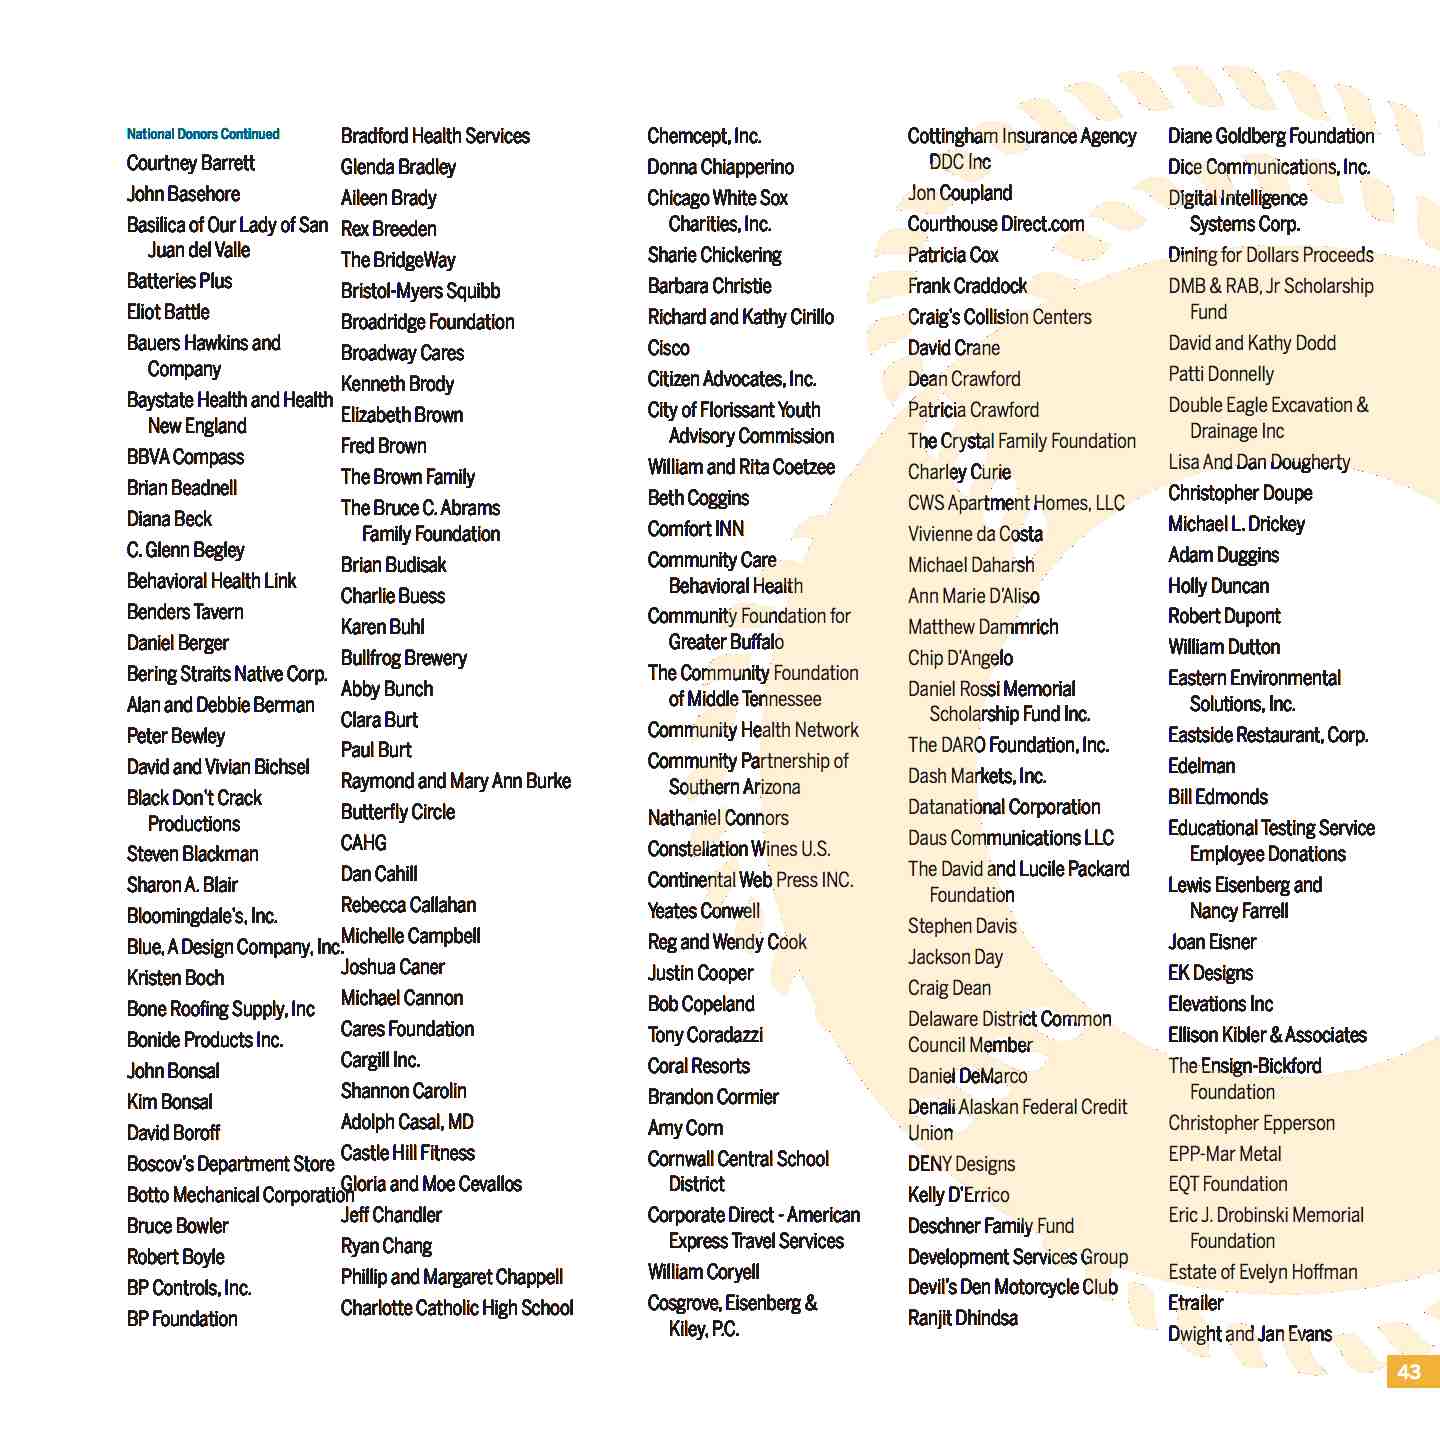 National Donors Continued
Courtney Barrett
John Basehore
Basilica of Our Lady of San
Juan del Valle
Batteries Plus
Eliot Battle
Bauers Hawkins and
Company
Baystate Health and Health
New England
BBVA Compass
Brian Beadnell
Diana Beck
C. Glenn Begley
Behavioral Health Link
Benders Tavern
Daniel Berger
Bering Straits Native Corp.
Alan and Debbie Berman
Peter Bewley
David and Vivian Bichsel
Black Don't Crack
Productions
Steven Blackman
Sharon A. Blair
Bloomingdale's, Inc.
Blue, A Design Company, Inc.
Kristen Boch
Bone Roofing Supply, Inc
Bonide Products Inc.
John Bonsal
Kim Bonsal
David Boroff
Boscov's Department Store
Botto Mechanical Corporation
Bruce Bowler
Robert Boyle
BP Controls, Inc.
BP Foundation
Bradford Health Services
Glenda Bradley
Aileen Brady
Rex Breeden
The BridgeWay
Bristol-Myers Squibb
Broadridge Foundation
Broadway Cares
Kenneth Brody
Elizabeth Brown
Fred Brown
The Brown Family
The Bruce C. Abrams
Family Foundation
Brian Budisak
Charlie Buess
Karen Buhl
Bullfrog Brewery
Abby Bunch
Clara Burt
Paul Burt
Raymond and Mary Ann Burke
Butterfly Circle
CAHG
Dan Cahill
Rebecca Callahan
Michelle Campbell
Joshua Caner
Michael Cannon
Cares Foundation
Cargill Inc.
Shannon Carolin
Adolph Casal, MD
Castle Hill Fitness
Gloria and Moe Cevallos
Jeff Chandler
Ryan Chang
Phillip and Margaret Chappell
Charlotte Catholic High School
Chemcept, Inc.
Donna Chiapperino
Chicago White Sox
Charities, Inc.
Sharie Chickering
Barbara Christie
Richard and Kathy Cirillo
Cisco
Citizen Advocates, Inc.
City of Florissant Youth
Advisory Commission
William and Rita Coetzee
Beth Coggins
Comfort INN
Community Care
Behavioral Health
Community Foundation for
Greater Buffalo
The Community Foundation
of Middle Tennessee
Community Health Network
Community Partnership of
Southern Arizona
Nathaniel Connors
Constellation Wines U.S.
Continental Web Press INC.
Yeates Conwell
Reg and Wendy Cook
Justin Cooper
Bob Copeland
Tony Coradazzi
Coral Resorts
Brandon Cormier
Amy Corn
Cornwall Central School
District
Corporate Direct - American
Express Travel Services
William Coryell
Cosgrove, Eisenberg &
Kiley, P.C.
Cottingham Insurance Agency
DDC Inc
Jon Coupland
Courthouse Direct.com
Patricia Cox
Frank Craddock
Craig's Collision Centers
David Crane
Dean Crawford
Patricia Crawford
The Crystal Family Foundation
Charley Curie
CWS Apartment Homes, LLC
Vivienne da Costa
Michael Daharsh
Ann Marie D'Aliso
Matthew Dammrich
Chip D'Angelo
Daniel Rossi Memorial
Scholarship Fund Inc.
The DARO Foundation, Inc.
Dash Markets, Inc.
Datanational Corporation
Daus Communications LLC
The David and Lucile Packard
Foundation
Stephen Davis
Jackson Day
Craig Dean
Delaware District Common
Council Member
Daniel DeMarco
Denali Alaskan Federal Credit
Union
DENY Designs
Kelly D'Errico
Deschner Family Fund
Development Services Group
Devil's Den Motorcycle Club
Ranjit Dhindsa
Diane Goldberg Foundation
Dice Communications, Inc.
Digital Intelligence
Systems Corp.
Dining for Dollars Proceeds
DMB & RAB, Jr Scholarship
Fund
David and Kathy Dodd
Patti Donnelly
Double Eagle Excavation &
Drainage Inc
Lisa And Dan Dougherty
Christopher Doupe
Michael L. Drickey
Adam Duggins
Holly Duncan
Robert Dupont
William Dutton
Eastern Environmental
Solutions, Inc.
Eastside Restaurant, Corp.
Edelman
Bill Edmonds
Educational Testing Service
Employee Donations
Lewis Eisenberg and
Nancy Farrell
Joan Eisner
EK Designs
Elevations Inc
Ellison Kibler & Associates
The Ensign-Bickford
Foundation
Christopher Epperson
EPP-Mar Metal
EQT Foundation
Eric J. Drobinski Memorial
Foundation
Estate of Evelyn Hoffman
Etrailer
Dwight and Jan Evans
43